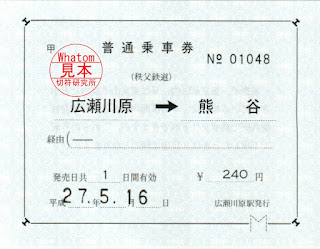 甲 普通乗車券 № 01048
Whatom
見本
切符研究所
(秩父鉄道)
広瀬川原 → 熊谷
経由(──
発売日共 1 日間有効 ¥ 240 円
平成 27.年 5.月 16 日 広瀬川原駅発行